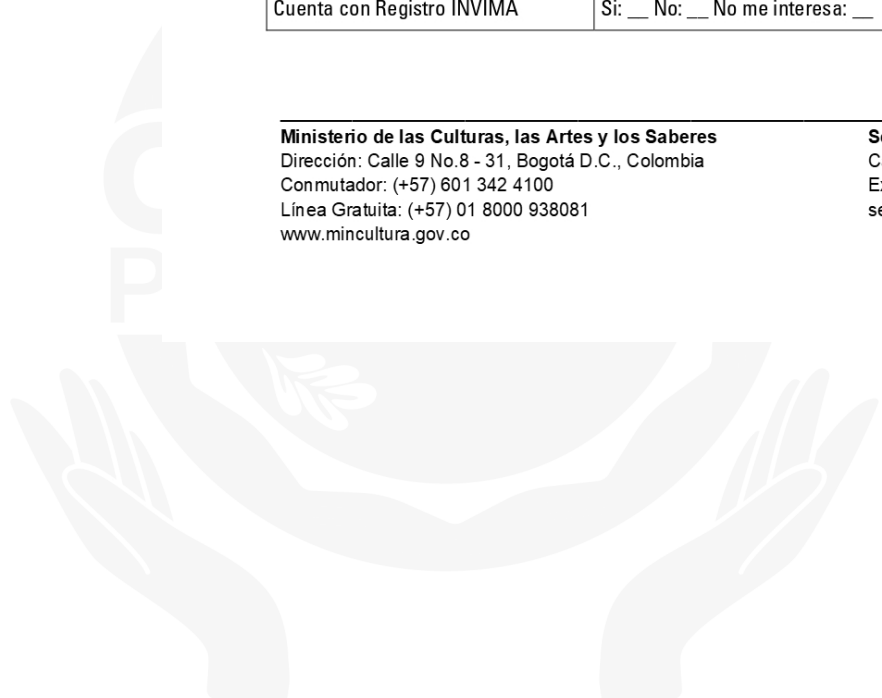 Cuenta con Registro INVIMA Si: __ No: __ No me interesa: __
Ministerio de las Culturas, las Artes y los Saberes
Dirección: Calle 9 No.8 - 31, Bogotá D.C., Colombia
Conmutador: (+57) 601 342 4100
Línea Gratuita: (+57) 01 8000 938081
www.mincultura.gov.co